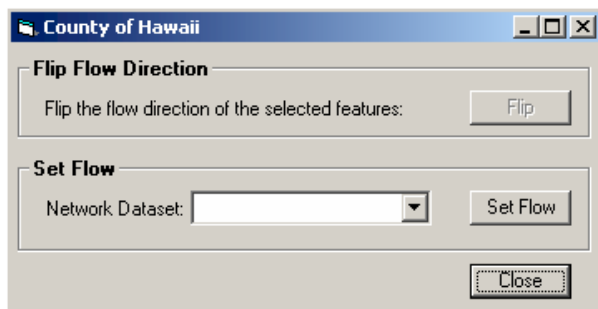 County of Hawaii
Flip Flow Direction
Flip the flow direction of the selected features: Flip
Set Flow
Network Dataset: Set Flow
Close